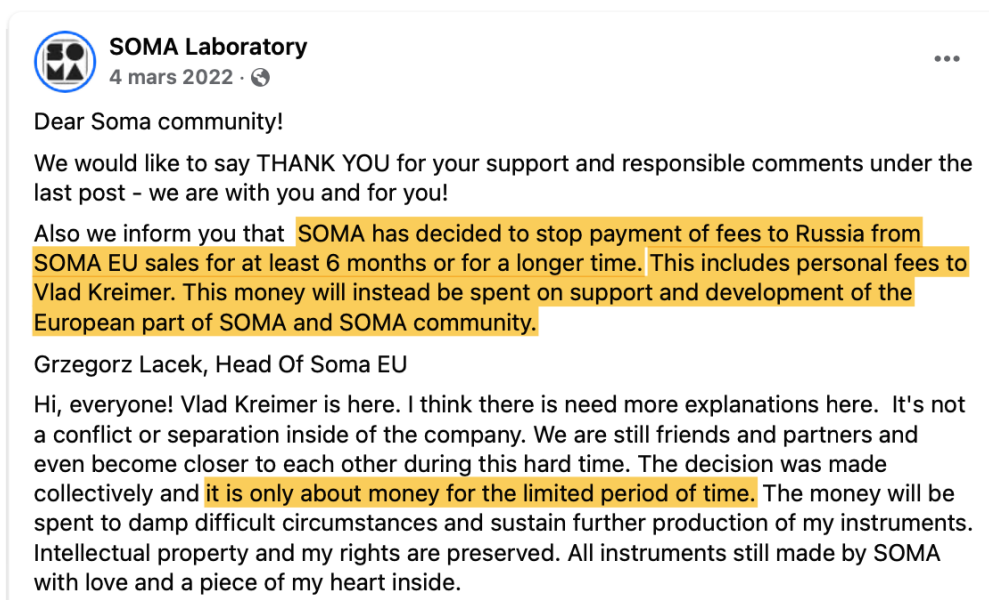 SO
MA
SOMA Laboratory
4 mars 2022 ·
Dear Soma community!
We would like to say THANK YOU for your support and responsible comments under the
last post - we are with you and for you!
Also we inform you that  SOMA has decided to stop payment of fees to Russia from
SOMA EU sales for at least 6 months or for a longer time. This includes personal fees to
Vlad Kreimer. This money will instead be spent on support and development of the
European part of SOMA and SOMA community.
Grzegorz Lacek, Head Of Soma EU
Hi, everyone! Vlad Kreimer is here. I think there is need more explanations here.  It's not
a conflict or separation inside of the company. We are still friends and partners and
even become closer to each other during this hard time. The decision was made
collectively and it is only about money for the limited period of time. The money will be
spent to damp difficult circumstances and sustain further production of my instruments.
Intellectual property and my rights are preserved. All instruments still made by SOMA
with love and a piece of my heart inside.